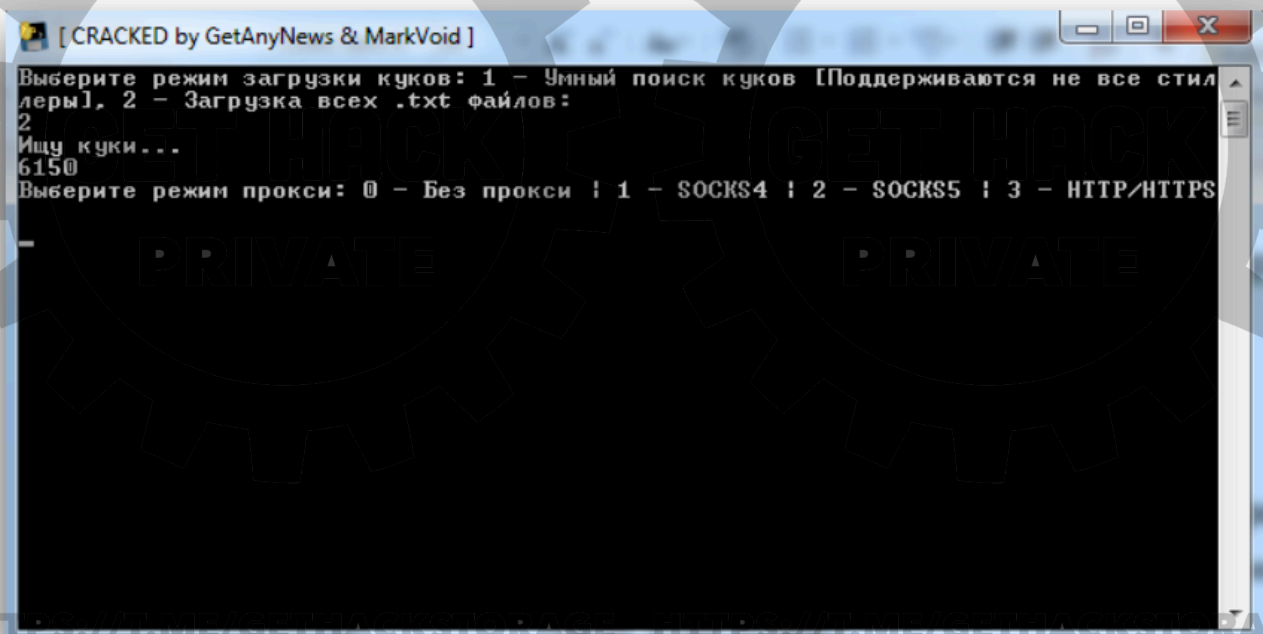 [ CRACKED by GetAnyNews & MarkVoid ]
Выберите режим загрузки куков: 1 — Умный поиск куков [Поддерживаются не все стил
леры], 2 — Загрузка всех .txt файлов:
2
Ищу куки...
6150
Выберите режим прокси: 0 — Без прокси ¦ 1 — SOCKS4 ¦ 2 — SOCKS5 ¦ 3 — HTTP/HTTPS
GET HACK GET HACK
PRIVATE PRIVATE